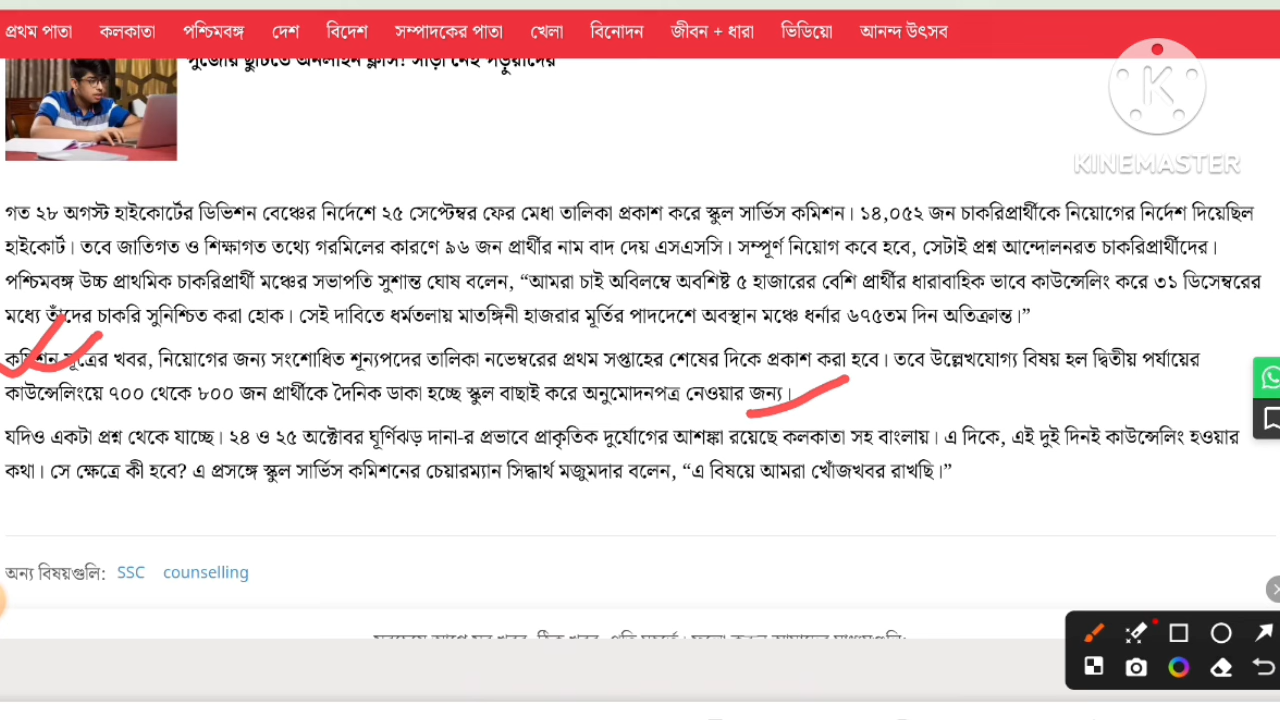 প্রথম পাতা কলকাতা পশ্চিমবঙ্গ দেশ বিদেশ সম্পাদকের পাতা খেলা বিনোদন জীবন + ধারা ভিডিয়ো আনন্দ উৎসব
পুজোর ছুটিতে অনলাইন ক্লাস! সাড়া নেই পড়ুয়াদের
K
KINEMASTER
গত ২৮ অগস্ট হাইকোর্টের ডিভিশন বেঞ্চের নির্দেশে ২৫ সেপ্টেম্বর ফের মেধা তালিকা প্রকাশ করে স্কুল সার্ভিস কমিশন। ১৪,০৫২ জন চাকরিপ্রার্থীকে নিয়োগের নির্দেশ দিয়েছিল
হাইকোর্ট। তবে জাতিগত ও শিক্ষাগত তথ্যে গরমিলের কারণে ৯৬ জন প্রার্থীর নাম বাদ দেয় এসএসসি। সম্পূর্ণ নিয়োগ কবে হবে, সেটাই প্রশ্ন আন্দোলনরত চাকরিপ্রার্থীদের।
পশ্চিমবঙ্গ উচ্চ প্রাথমিক চাকরিপ্রার্থী মঞ্চের সভাপতি সুশান্ত ঘোষ বলেন, “আমরা চাই অবিলম্বে অবশিষ্ট ৫ হাজারের বেশি প্রার্থীর ধারাবাহিক ভাবে কাউন্সেলিং করে ৩১ ডিসেম্বরের
মধ্যে তাঁদের চাকরি সুনিশ্চিত করা হোক। সেই দাবিতে ধর্মতলায় মাতঙ্গিনী হাজরার মূর্তির পাদদেশে অবস্থান মঞ্চে ধর্নার ৬৭৫তম দিন অতিক্রান্ত।”
কমিশন সূত্রের খবর, নিয়োগের জন্য সংশোধিত শূন্যপদের তালিকা নভেম্বরের প্রথম সপ্তাহের শেষের দিকে প্রকাশ করা হবে। তবে উল্লেখযোগ্য বিষয় হল দ্বিতীয় পর্যায়ের
কাউন্সেলিংয়ে ৭০০ থেকে ৮০০ জন প্রার্থীকে দৈনিক ডাকা হচ্ছে স্কুল বাছাই করে অনুমোদনপত্র নেওয়ার জন্য।
যদিও একটা প্রশ্ন থেকে যাচ্ছে। ২৪ ও ২৫ অক্টোবর ঘূর্ণিঝড় দানা-র প্রভাবে প্রাকৃতিক দুর্যোগের আশঙ্কা রয়েছে কলকাতা সহ বাংলায়। এ দিকে, এই দুই দিনই কাউন্সেলিং হওয়ার
কথা। সে ক্ষেত্রে কী হবে? এ প্রসঙ্গে স্কুল সার্ভিস কমিশনের চেয়ারম্যান সিদ্ধার্থ মজুমদার বলেন, “এ বিষয়ে আমরা খোঁজখবর রাখছি।”
অন্য বিষয়গুলি: SSC counselling